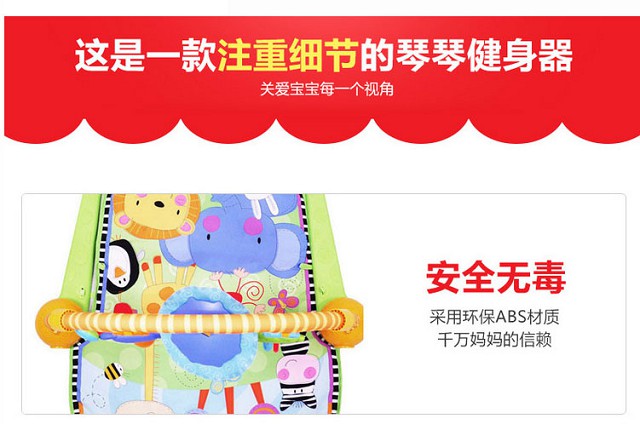 这是一款注重细节的琴琴健身器
关爱宝宝每一个视角
安全无毒
采用环保ABS材质
千万妈妈的信赖